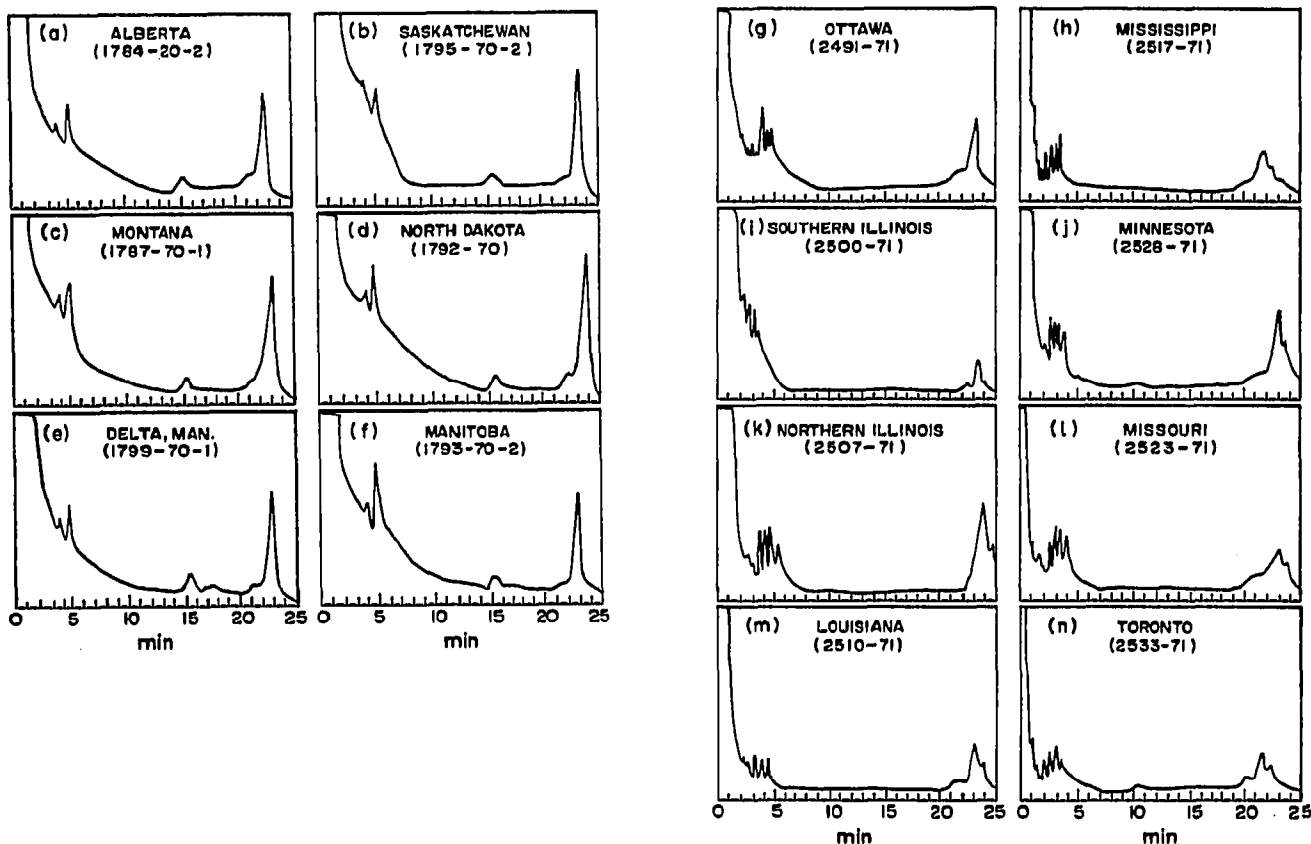 (a) ALBERTA
(1784-20-2)
(b) SASKATCHEWAN
(1795-70-2)
(c) MONTANA
(1787-70-1)
(d) NORTH DAKOTA
(1792-70)
(e) DELTA, MAN.
(1799-70-1)
(f) MANITOBA
(1793-70-2)
0 5 10 15 20 25
min
0 5 10 15 20 25
min
(g) OTTAWA
(2491-71)
(h) MISSISSIPPI
(2517-71)
(i) SOUTHERN ILLINOIS
(2500-71)
(j) MINNESOTA
(2528-71)
(k) NORTHERN ILLINOIS
(2507-71)
(l) MISSOURI
(2523-71)
(m) LOUISIANA
(2510-71)
(n) TORONTO
(2533-71)
0 5 10 15 20 25
min
0 5 10 15 20 25
min